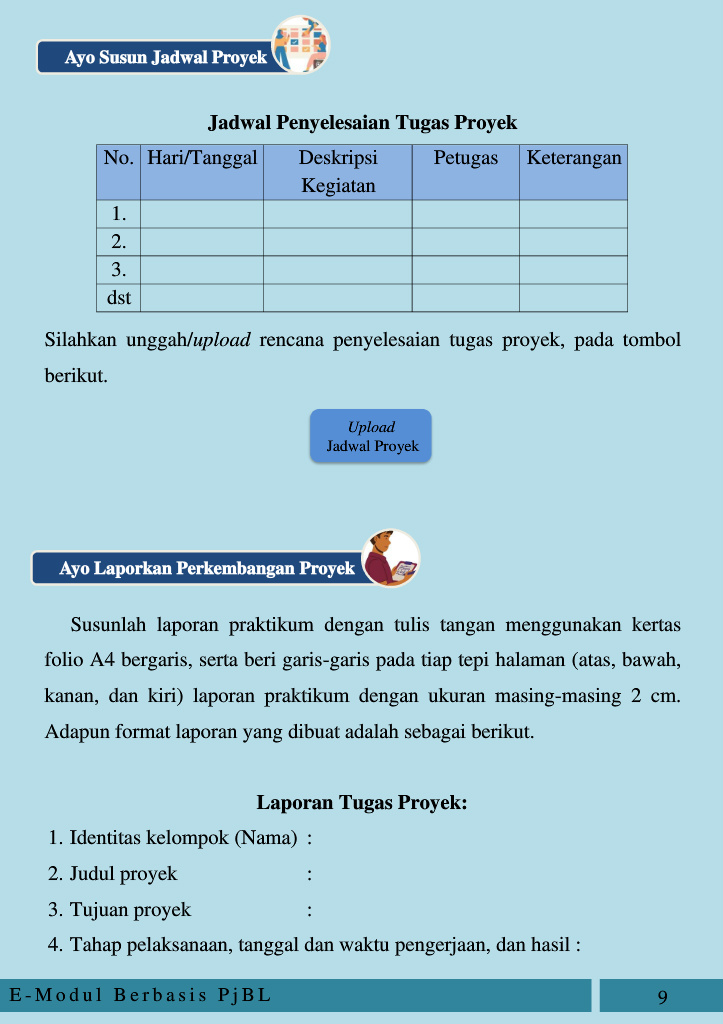 Ayo Susun Jadwal Proyek
Jadwal Penyelesaian Tugas Proyek
No. Hari/Tanggal Deskripsi Kegiatan Petugas Keterangan
1.
2.
3.
dst
Silahkan unggah/upload rencana penyelesaian tugas proyek, pada tombol
berikut.
Upload
Jadwal Proyek
Ayo Laporkan Perkembangan Proyek
Susunlah laporan praktikum dengan tulis tangan menggunakan kertas
folio A4 bergaris, serta beri garis-garis pada tiap tepi halaman (atas, bawah,
kanan, dan kiri) laporan praktikum dengan ukuran masing-masing 2 cm.
Adapun format laporan yang dibuat adalah sebagai berikut.
Laporan Tugas Proyek:
1. Identitas kelompok (Nama) :
2. Judul proyek :
3. Tujuan proyek :
4. Tahap pelaksanaan, tanggal dan waktu pengerjaan, dan hasil :
E-Modul Berbasis PjBL 9